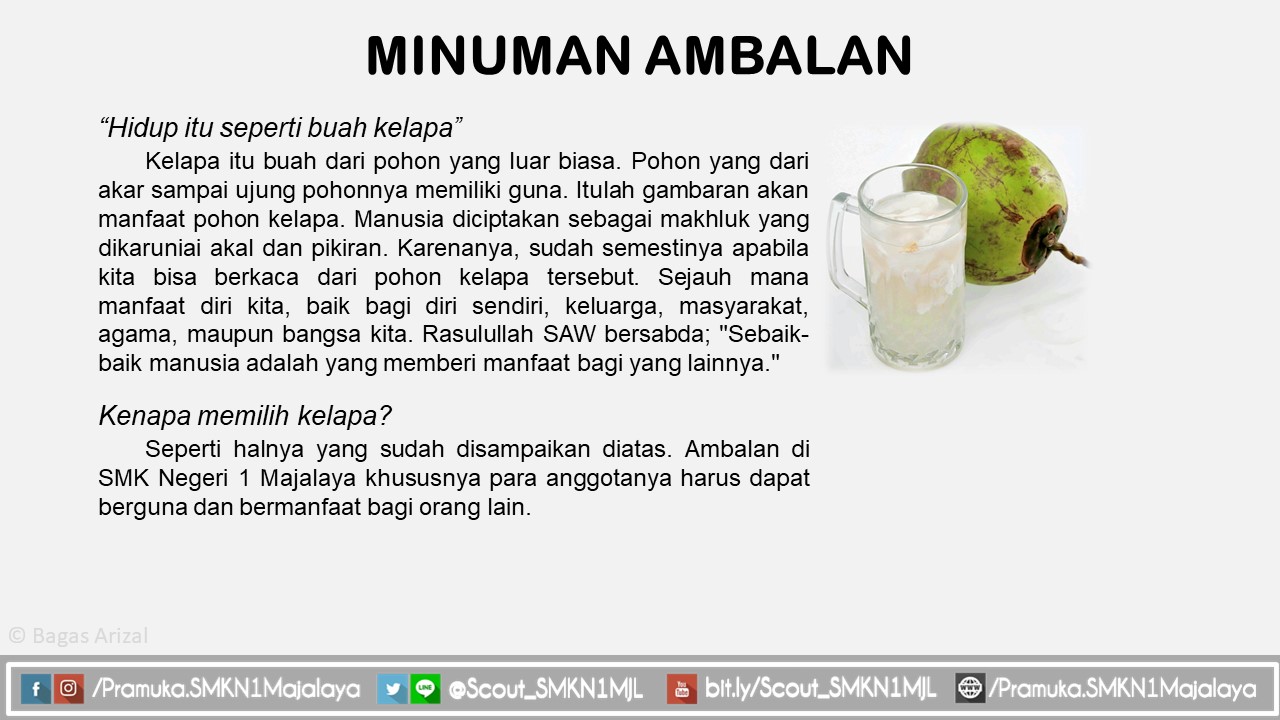 MINUMAN AMBALAN
“Hidup itu seperti buah kelapa”
Kelapa itu buah dari pohon yang luar biasa. Pohon yang dari
akar sampai ujung pohonnya memiliki guna. Itulah gambaran akan
manfaat pohon kelapa. Manusia diciptakan sebagai makhluk yang
dikaruniai akal dan pikiran. Karenanya, sudah semestinya apabila
kita bisa berkaca dari pohon kelapa tersebut. Sejauh mana
manfaat diri kita, baik bagi diri sendiri, keluarga, masyarakat,
agama, maupun bangsa kita. Rasulullah SAW bersabda; "Sebaik-
baik manusia adalah yang memberi manfaat bagi yang lainnya."
Kenapa memilih kelapa?
Seperti halnya yang sudah disampaikan diatas. Ambalan di
SMK Negeri 1 Majalaya khususnya para anggotanya harus dapat
berguna dan bermanfaat bagi orang lain.
© Bagas Arizal
f /Pramuka.SMKN1Majalaya LINE @Scout_SMKN1MJL You Tube bit.ly/Scout_SMKN1MJL WWW /Pramuka.SMKN1Majalaya